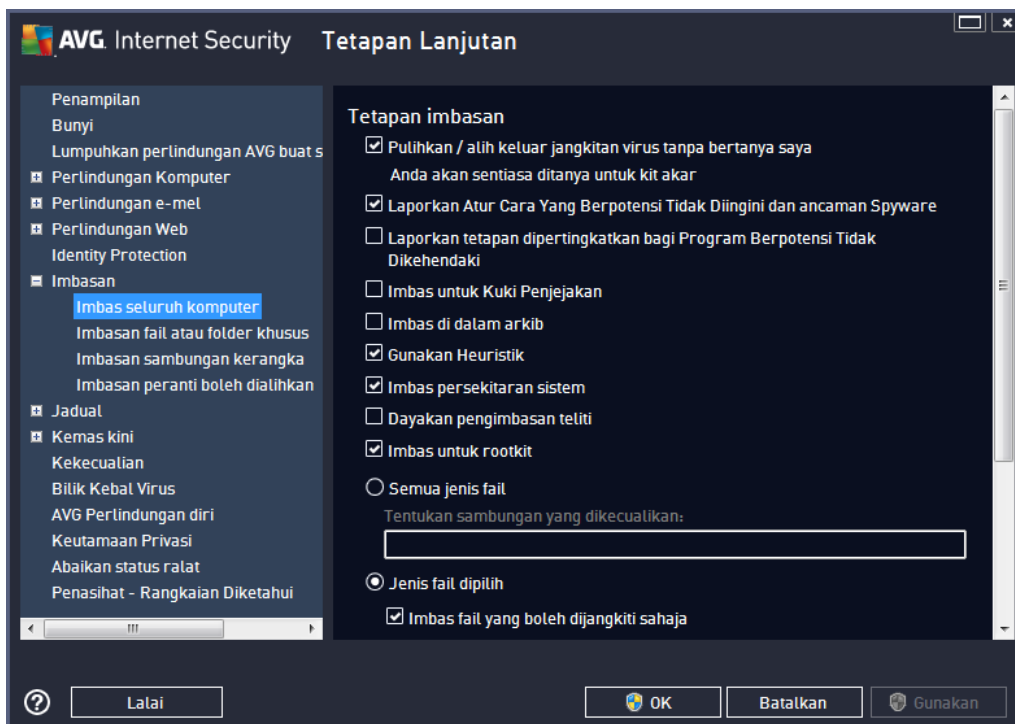 AVG. Internet Security
Tetapan Lanjutan
Penampilan
Bunyi
Lumpuhkan perlindungan AVG buat s
Perlindungan Komputer
Perlindungan e-mel
Perlindungan Web
Identity Protection
Imbasan
Imbas seluruh komputer
Imbasan fail atau folder khusus
Imbasan sambungan kerangka
Imbasan peranti boleh dialihkan
Jadual
Kemas kini
Kekecualian
Bilik Kebal Virus
AVG Perlindungan diri
Keutamaan Privasi
Abaikan status ralat
Penasihat - Rangkaian Diketahui
Tetapan imbasan
Pulihkan / alih keluar jangkitan virus tanpa bertanya saya
Anda akan sentiasa ditanya untuk kit akar
Laporkan Atur Cara Yang Berpotensi Tidak Diingini dan ancaman Spyware
Laporkan tetapan dipertingkatkan bagi Program Berpotensi Tidak
Dikehendaki
Imbas untuk Kuki Penjejakan
Imbas di dalam arkib
Gunakan Heuristik
Imbas persekitaran sistem
Dayakan pengimbasan teliti
Imbas untuk rootkit
Semua jenis fail
Tentukan sambungan yang dikecualikan:
Jenis fail dipilih
Imbas fail yang boleh dijangkiti sahaja
Lalai
OK
Batalkan
Gunakan